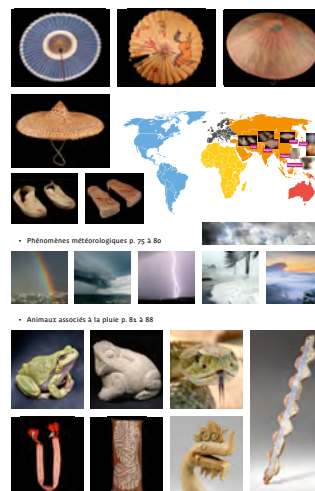 • Phénomènes météorologiques p. 75 à 80
• Animaux associés à la pluie p. 81 à 88